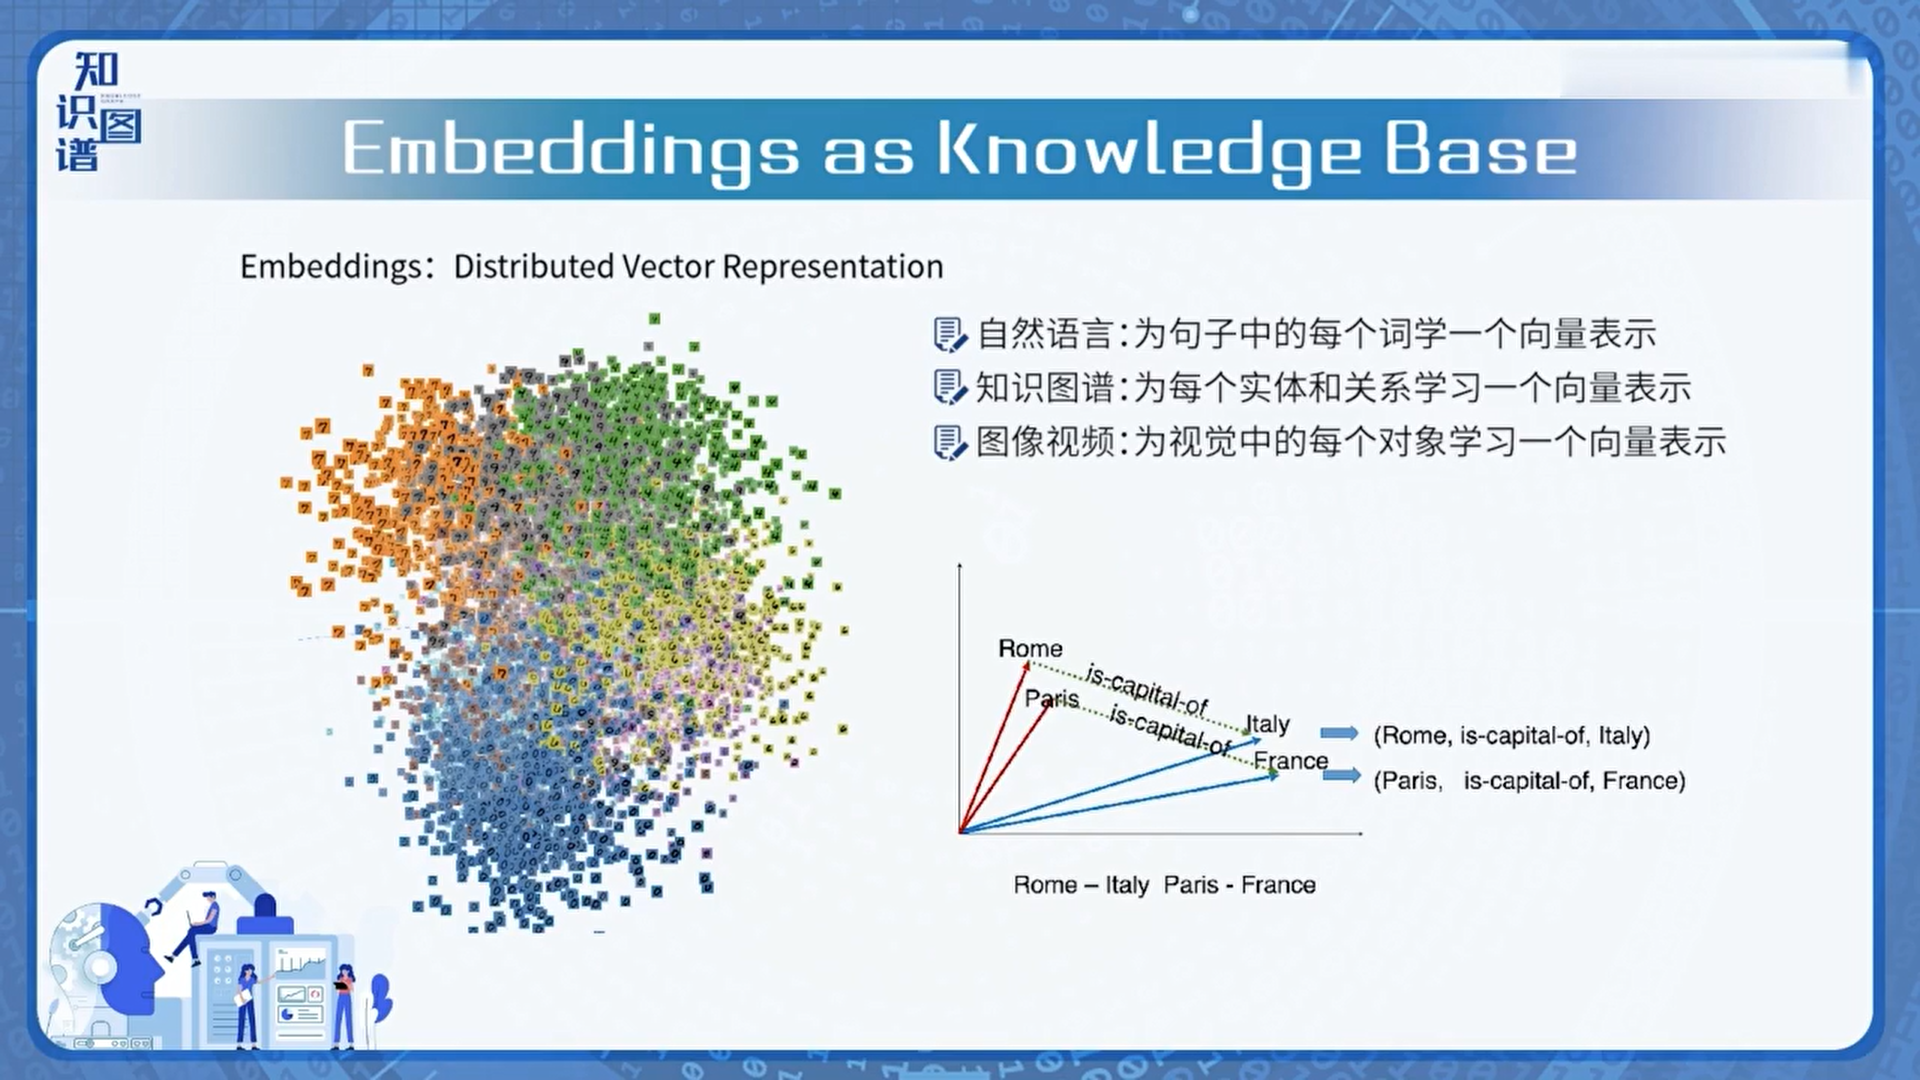 知识图谱
Embeddings as Knowledge Base
Embeddings：Distributed Vector Representation
自然语言：为句子中的每个词学一个向量表示
知识图谱：为每个实体和关系学习一个向量表示
图像视频：为视觉中的每个对象学习一个向量表示
Rome
is-capital-of
Paris
is-capital-of
Italy
France
(Rome, is-capital-of, Italy)
(Paris, is-capital-of, France)
Rome – Italy Paris - France